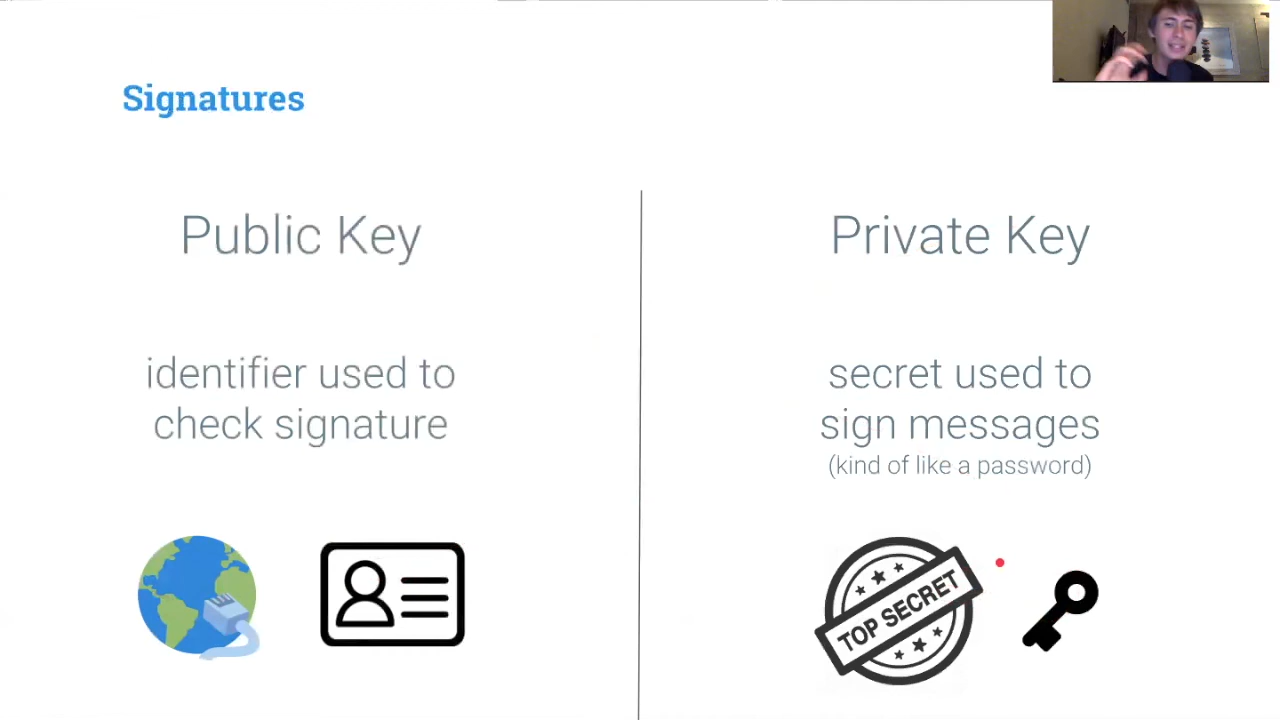 Signatures
Public Key
identifier used to
check signature
Private Key
secret used to
sign messages
(kind of like a password)
TOP SECRET